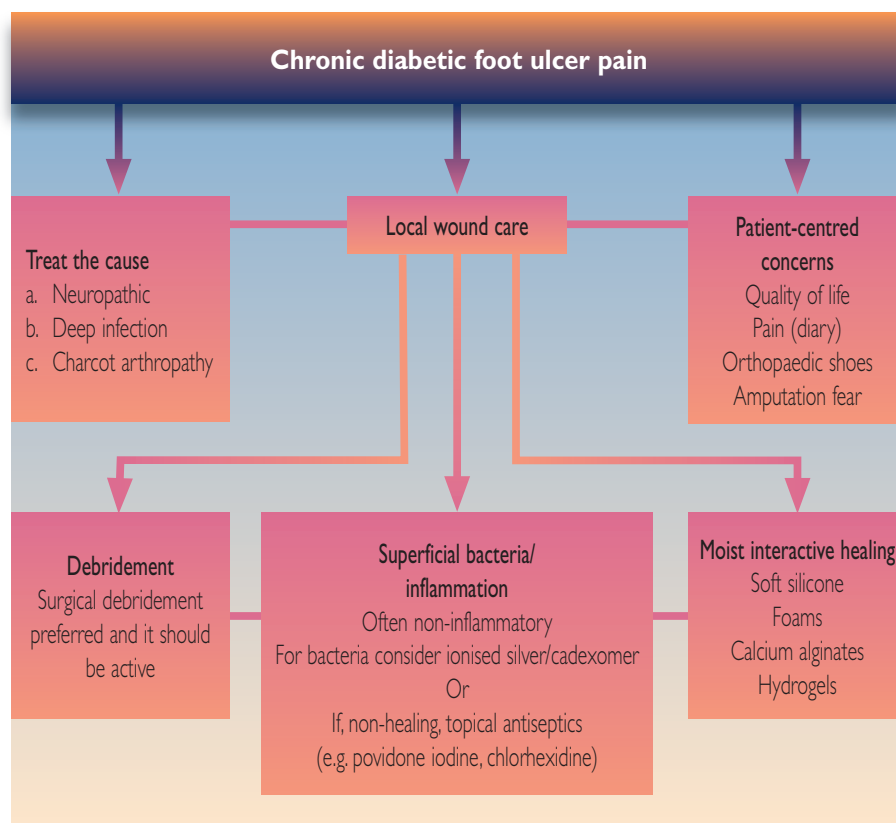 Chronic diabetic foot ulcer pain
Treat the cause
a. Neuropathic
b. Deep infection
c. Charcot arthropathy
Local wound care
Patient-centred
concerns
Quality of life
Pain (diary)
Orthopaedic shoes
Amputation fear
Debridement
Surgical debridement
preferred and it should
be active
Superficial bacteria/
inflammation
Often non-inflammatory
For bacteria consider ionised silver/cadexomer
Or
If, non-healing, topical antiseptics
(e.g. povidone iodine, chlorhexidine)
Moist interactive healing
Soft silicone
Foams
Calcium alginates
Hydrogels